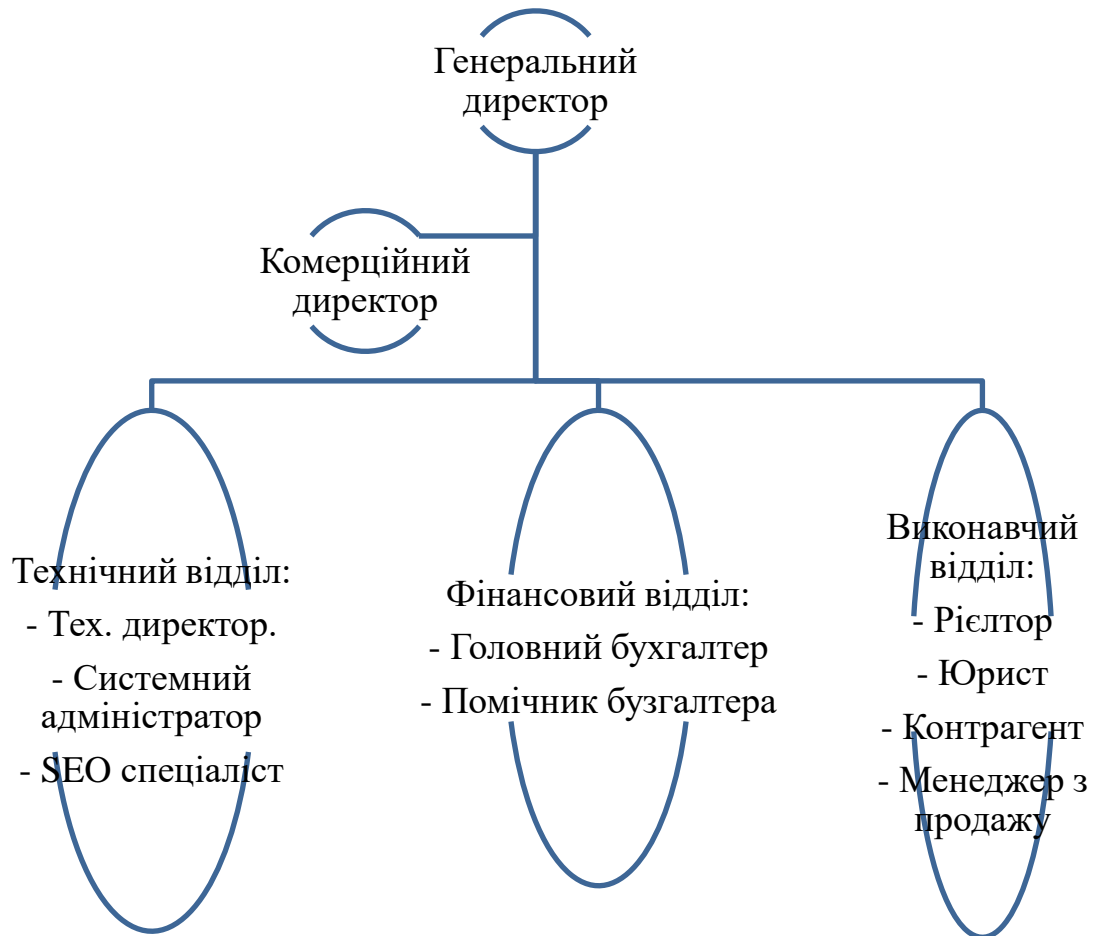 Генеральний
директор
Комерційний
директор
Технічний відділ:
- Тех. директор.
- Системний
адміністратор
- SEO спеціаліст
Фінансовий відділ:
- Головний бухгалтер
- Помічник бузгалтера
Виконавчий
відділ:
- Рієлтор
- Юрист
- Контрагент
- Менеджер з
продажу